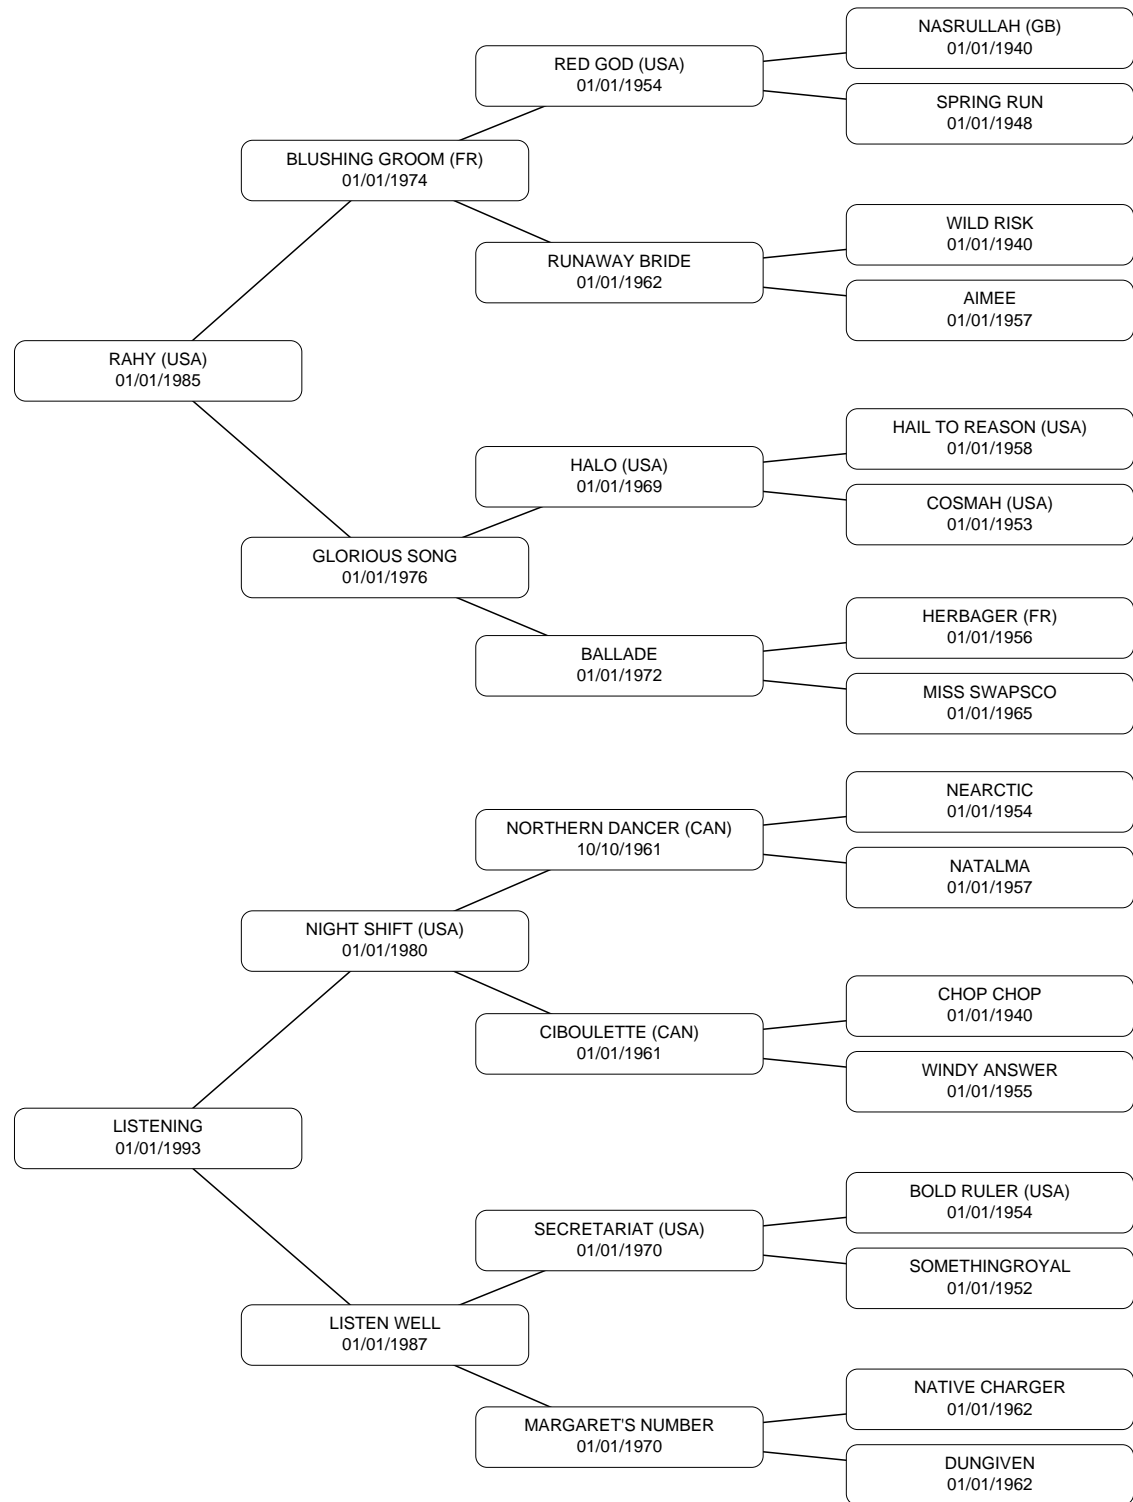 NASRULLAH (GB)
01/01/1940
RED GOD (USA)
01/01/1954
SPRING RUN
01/01/1948
BLUSHING GROOM (FR)
01/01/1974
WILD RISK
01/01/1940
RUNAWAY BRIDE
01/01/1962
AIMEE
01/01/1957
RAHY (USA)
01/01/1985
HAIL TO REASON (USA)
01/01/1958
HALO (USA)
01/01/1969
COSMAH (USA)
01/01/1953
GLORIOUS SONG
01/01/1976
HERBAGER (FR)
01/01/1956
BALLADE
01/01/1972
MISS SWAPSCO
01/01/1965
NEARCTIC
01/01/1954
NORTHERN DANCER (CAN)
10/10/1961
NATALMA
01/01/1957
NIGHT SHIFT (USA)
01/01/1980
CHOP CHOP
01/01/1940
CIBOULETTE (CAN)
01/01/1961
WINDY ANSWER
01/01/1955
LISTENING
01/01/1993
BOLD RULER (USA)
01/01/1954
SECRETARIAT (USA)
01/01/1970
SOMETHINGROYAL
01/01/1952
LISTEN WELL
01/01/1987
NATIVE CHARGER
01/01/1962
MARGARET'S NUMBER
01/01/1970
DUNGIVEN
01/01/1962